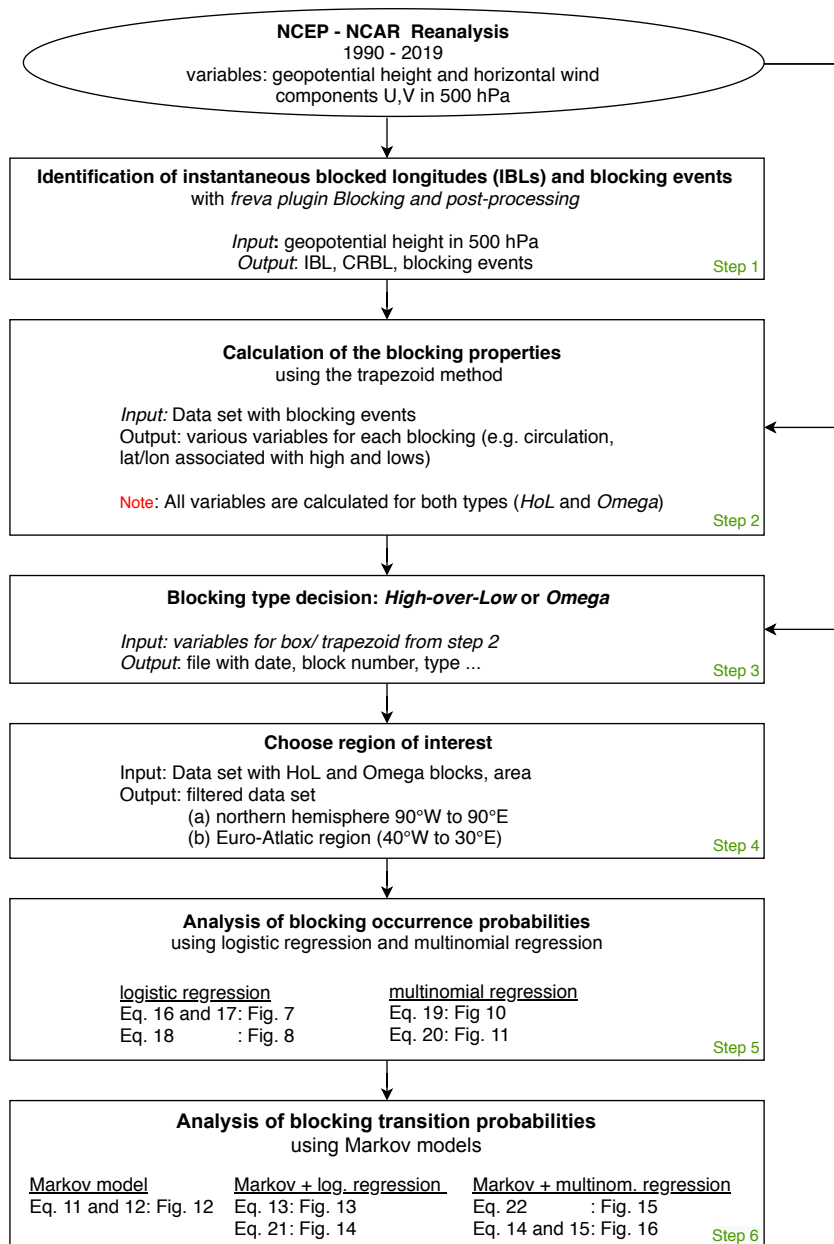 NCEP - NCAR Reanalysis
1990 - 2019
variables: geopotential height and horizontal wind
components U,V in 500 hPa
Identification of instantaneous blocked longitudes (IBLs) and blocking events
with freva plugin Blocking and post-processing
Input: geopotential height in 500 hPa
Output: IBL, CRBL, blocking events
Step 1
Calculation of the blocking properties
using the trapezoid method
Input: Data set with blocking events
Output: various variables for each blocking (e.g. circulation,
lat/lon associated with high and lows)
Note: All variables are calculated for both types (HoL and Omega)
Step 2
Blocking type decision: High-over-Low or Omega
Input: variables for box/ trapezoid from step 2
Output: file with date, block number, type ...
Step 3
Choose region of interest
Input: Data set with HoL and Omega blocks, area
Output: filtered data set
(a) northern hemisphere 90°W to 90°E
(b) Euro-Atlatic region (40°W to 30°E)
Step 4
Analysis of blocking occurrence probabilities
using logistic regression and multinomial regression
logistic regression
Eq. 16 and 17: Fig. 7
Eq. 18 : Fig. 8
multinomial regression
Eq. 19: Fig 10
Eq. 20: Fig. 11
Step 5
Analysis of blocking transition probabilities
using Markov models
Markov model
Eq. 11 and 12: Fig. 12
Markov + log. regression
Eq. 13: Fig. 13
Eq. 21: Fig. 14
Markov + multinom. regression
Eq. 22 : Fig. 15
Eq. 14 and 15: Fig. 16
Step 6